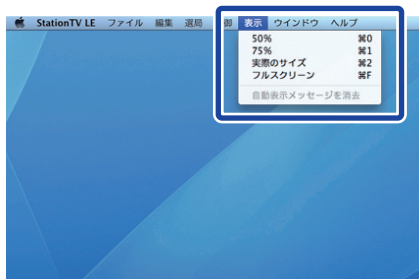 StationTV LE ファイル 編集 選局 御 表示 ウインドウ ヘルプ
50% ⌘0
75% ⌘1
実際のサイズ ⌘2
フルスクリーン ⌘F
自動表示メッセージを消去